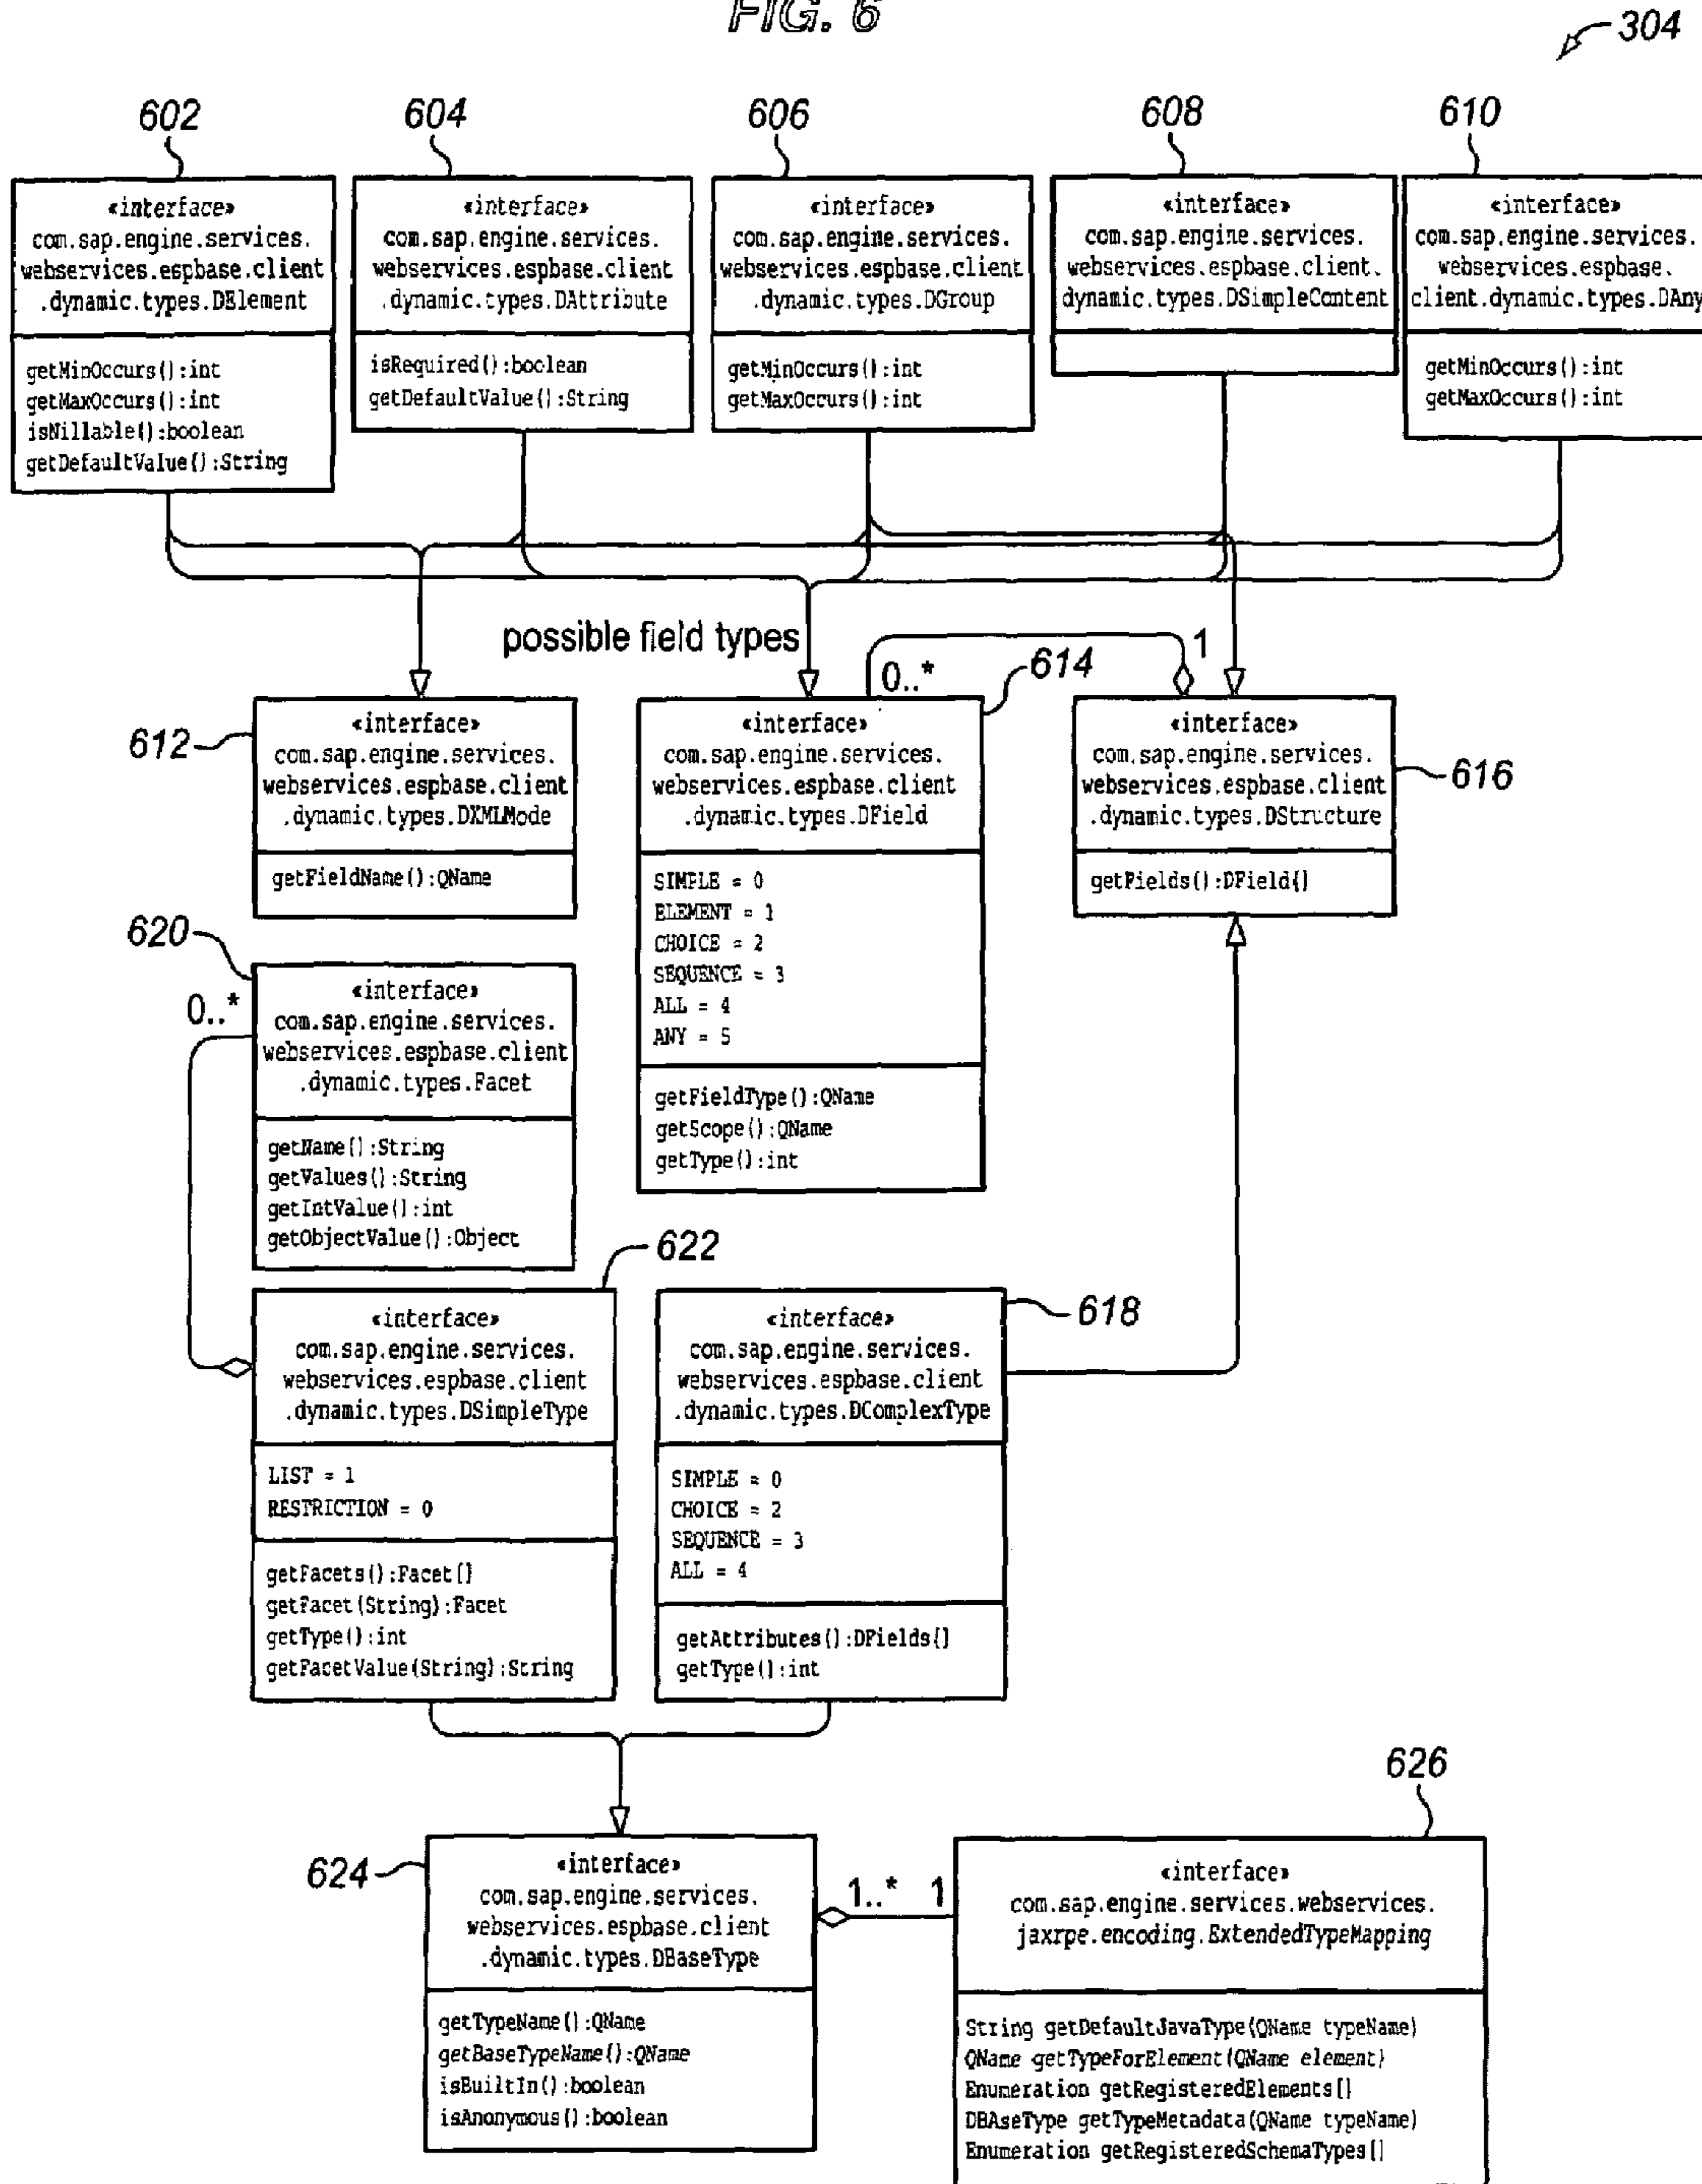 FIG. 6
304
602
604
606
608
610
«interface»
com.sap.engine.services.
webservices.espbase.client
.dynamic.types.DElement
getMinOccurs():int
getMaxOccurs():int
isNillable():boolean
getDefaultValue():String
«interface»
com.sap.engine.services.
webservices.espbase.client
.dynamic.types.DAttribute
isRequired():boolean
getDefaultValue():String
«interface»
com.sap.engine.services.
webservices.espbase.client
.dynamic.types.DGroup
getMinOccurs():int
getMaxOccurs():int
«interface»
com.sap.engine.services.
webservices.espbase.client.
dynamic.types.DSimpleContent
«interface»
com.sap.engine.services.
webservices.espbase.
client.dynamic.types.DAny
getMinOccurs():int
getMaxOccurs():int
possible field types
0..*
1
614
612
«interface»
com.sap.engine.services.
webservices.espbase.client
.dynamic.types.DXMLMode
getFieldName():QName
«interface»
com.sap.engine.services.
webservices.espbase.client
.dynamic.types.DField
SIMPLE = 0
ELEMENT = 1
CHOICE = 2
SEQUENCE = 3
ALL = 4
ANY = 5
getFieldType():QName
getScope():QName
getType():int
«interface»
com.sap.engine.services.
webservices.espbase.client
.dynamic.types.DStructure
getFields():DField[]
616
620
0..*
«interface»
com.sap.engine.services.
webservices.espbase.client
.dynamic.types.Facet
getName():String
getValues():String
getIntValue():int
getObjectValue():Object
622
«interface»
com.sap.engine.services.
webservices.espbase.client
.dynamic.types.DSimpleType
LIST = 1
RESTRICTION = 0
getFacets():Facet[]
getFacet(String):Facet
getType():int
getFacetValue(String):String
618
«interface»
com.sap.engine.services.
webservices.espbase.client
.dynamic.types.DComplexType
SIMPLE = 0
CHOICE = 2
SEQUENCE = 3
ALL = 4
getAttributes():DFields[]
getType():int
624
«interface»
com.sap.engine.services.
webservices.espbase.client
.dynamic.types.DBaseType
getTypeName():QName
getBaseTypeName():QName
isBuiltIn():boolean
isAnonymous():boolean
1..* 1
626
«interface»
com.sap.engine.services.webservices.
jaxrpe.encoding.ExtendedTypeMapping
String getDefaultJavaType(QName typeName)
QName getTypeForElement(QName element)
Enumeration getRegisteredElements[]
DBAseType getTypeMetadata(QName typeName)
Enumeration getRegisteredSchemaTypes[]